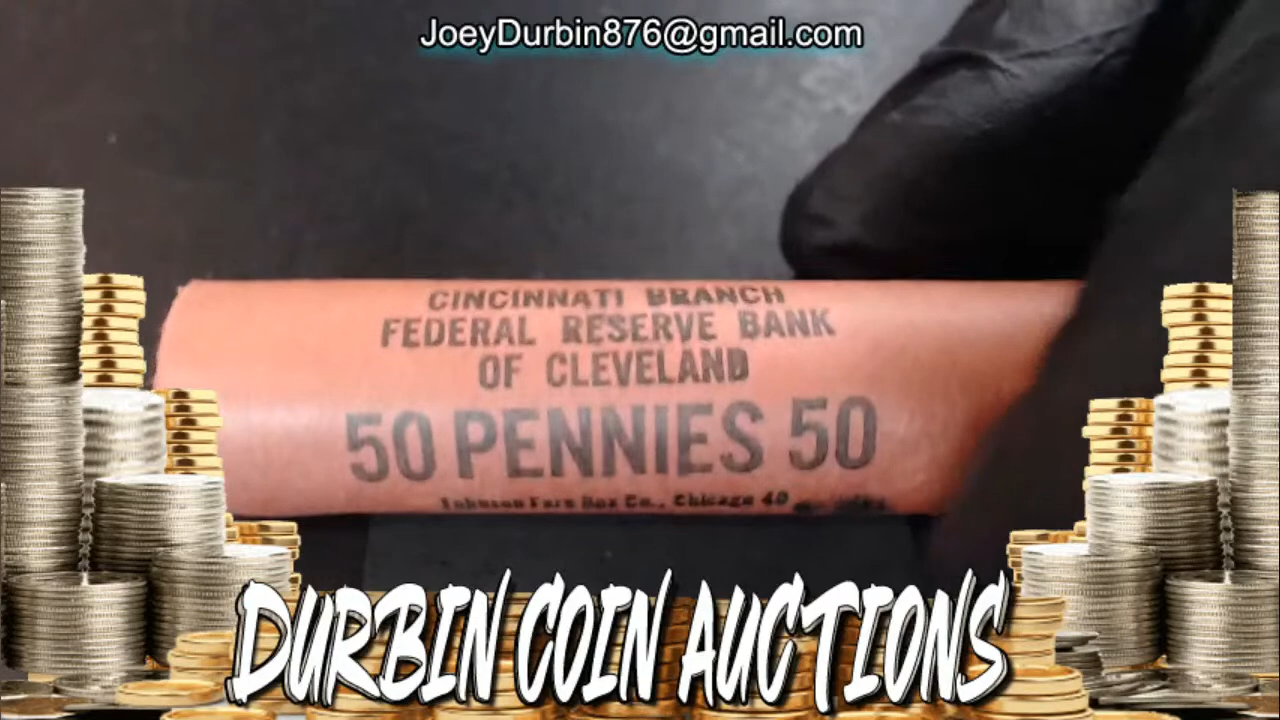 JoeyDurbin876@gmail.com
CINCINNATI BRANCH
FEDERAL RESERVE BANK
OF CLEVELAND
50 PENNIES 50
Johnson Fare Box Co., Chicago 40
DURBIN COIN AUCTIONS